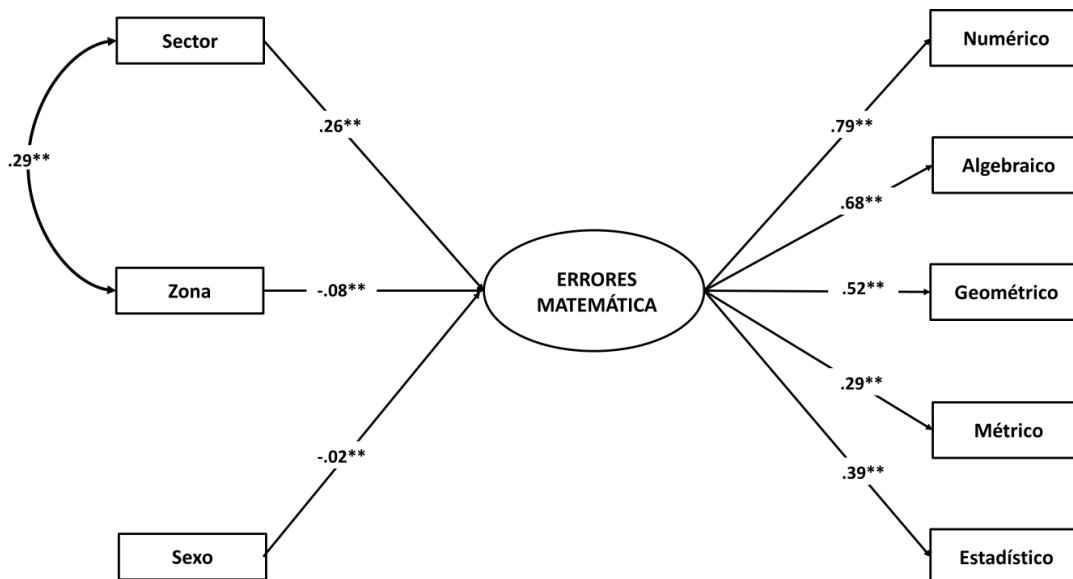 Sector
Numérico
.26**
.79**
.29**
Algebraico
.68**
Zona
-.08**
ERRORES
MATEMÁTICA
.52**
Geométrico
.29**
Métrico
-.02**
.39**
Sexo
Estadístico